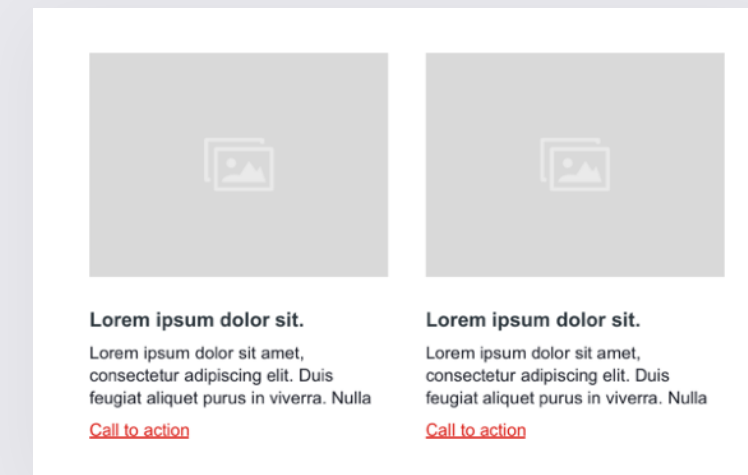 Lorem ipsum dolor sit.
Lorem ipsum dolor sit amet,
consectetur adipiscing elit. Duis
feugiat aliquet purus in viverra. Nulla
Call to action
Lorem ipsum dolor sit.
Lorem ipsum dolor sit amet,
consectetur adipiscing elit. Duis
feugiat aliquet purus in viverra. Nulla
Call to action